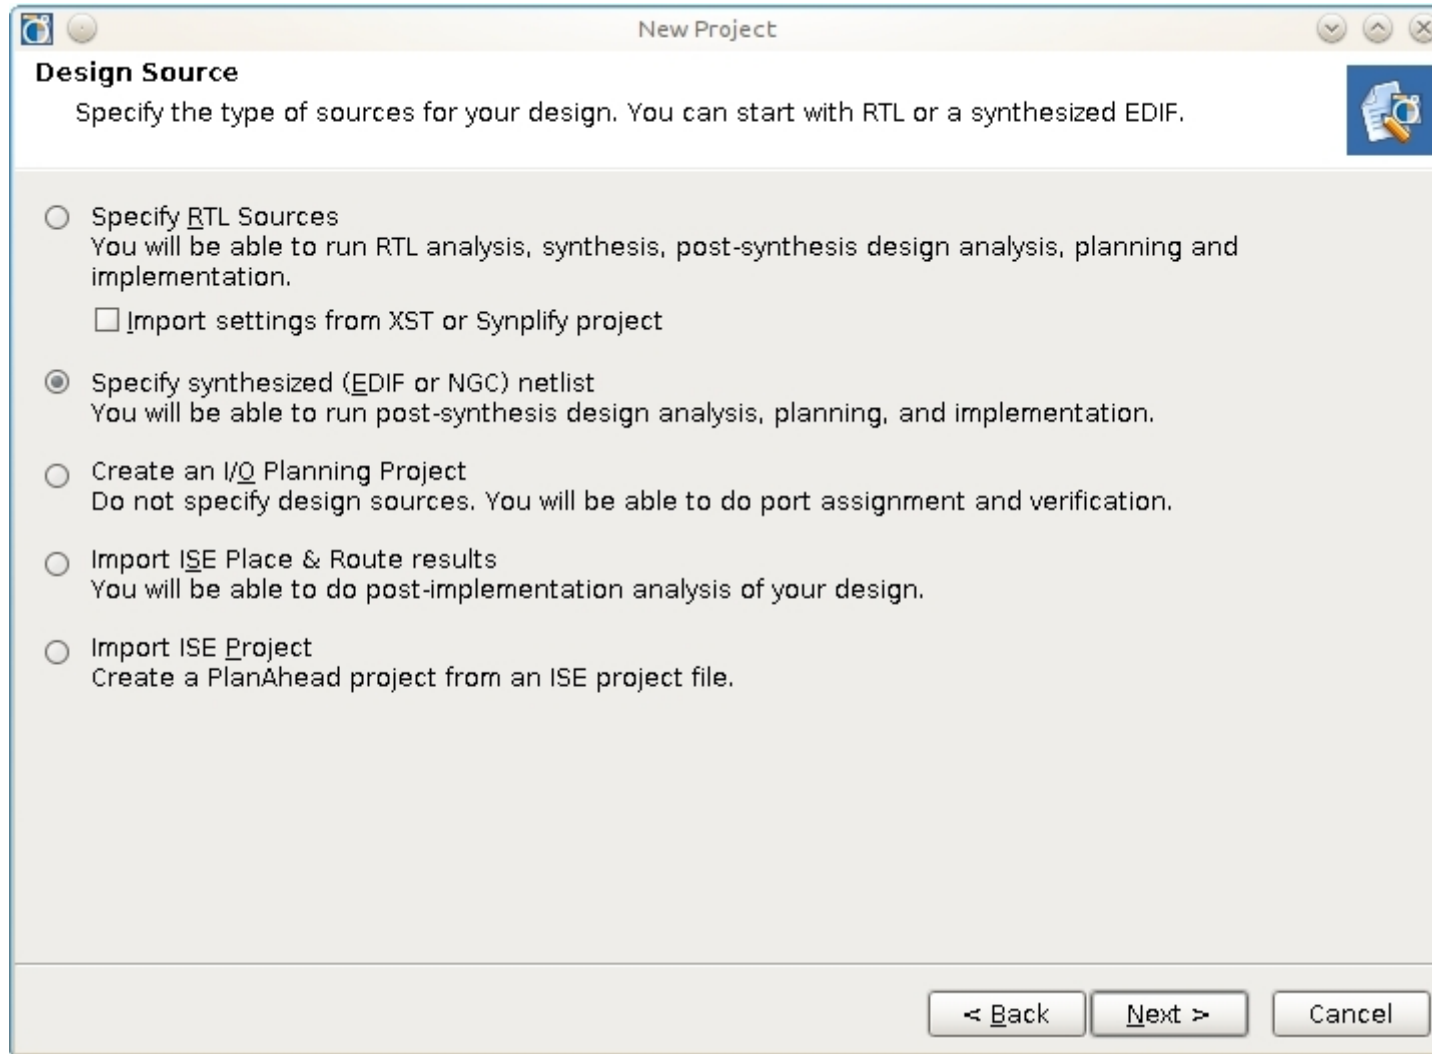 New Project
Design Source
Specify the type of sources for your design. You can start with RTL or a synthesized EDIF.
Specify RTL Sources
You will be able to run RTL analysis, synthesis, post-synthesis design analysis, planning and
implementation.
Import settings from XST or Synplify project
Specify synthesized (EDIF or NGC) netlist
You will be able to run post-synthesis design analysis, planning, and implementation.
Create an I/O Planning Project
Do not specify design sources. You will be able to do port assignment and verification.
Import ISE Place & Route results
You will be able to do post-implementation analysis of your design.
Import ISE Project
Create a PlanAhead project from an ISE project file.
< Back Next > Cancel